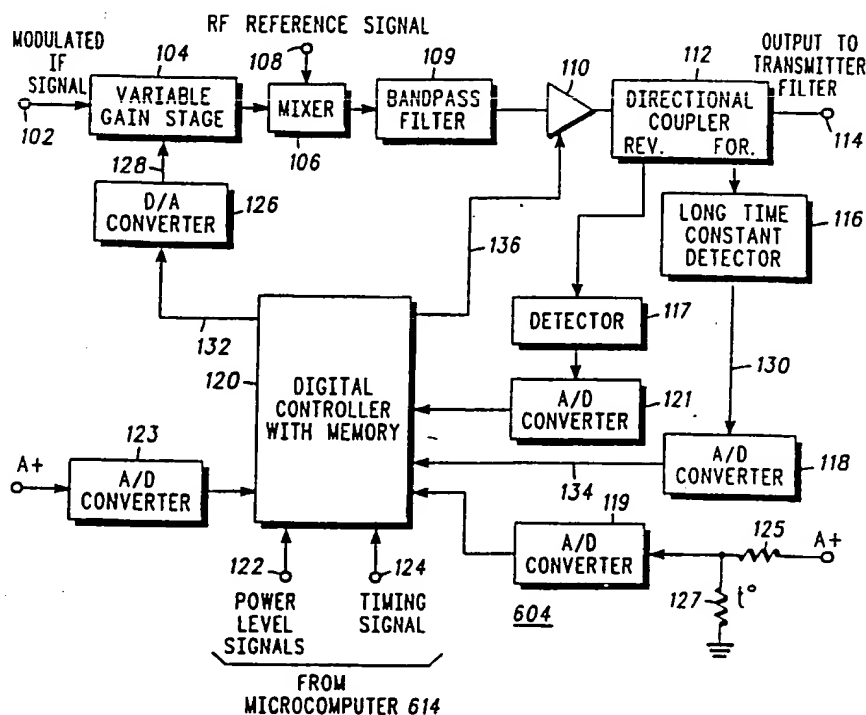 RF REFERENCE SIGNAL
MODULATED
IF
SIGNAL
102
104
VARIABLE
GAIN STAGE
108
MIXER
106
109
BANDPASS
FILTER
110
112
DIRECTIONAL
COUPLER
REV. FOR.
OUTPUT TO
TRANSMITTER
FILTER
114
128
D/A
CONVERTER
126
136
LONG TIME
CONSTANT
DETECTOR
116
132
120
DIGITAL
CONTROLLER
WITH MEMORY
DETECTOR
117
130
A/D
CONVERTER
121
A+
123
A/D
CONVERTER
134
A/D
CONVERTER
118
119
A/D
CONVERTER
125
A+
127
t°
604
122
POWER
LEVEL
SIGNALS
124
TIMING
SIGNAL
FROM
MICROCOMPUTER 614